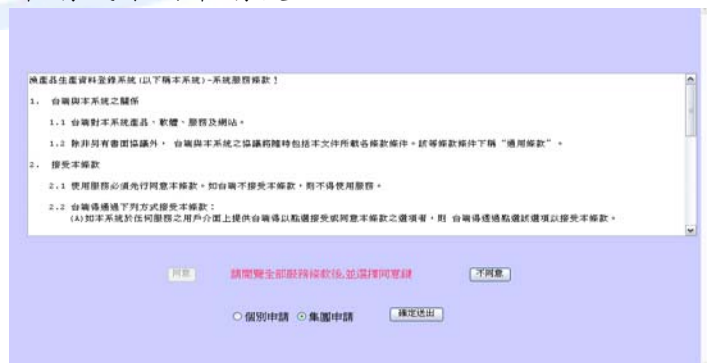 漁產品生產資料登錄系統(以下稱本系統)-系統服務條款！
1. 台端與本系統之關係
1.1 台端對本系統產品、軟體、服務及網站。
1.2 除非另有書面協議外， 台端與本系統之協議將隨時包括本文件所載各條款條件。該等條款條件下稱“通用條款”。
2. 接受本條款
2.1 使用服務必須先行同意本條款。如台端不接受本條款，則不得使用服務。
2.2 台端得通過下列方式接受本條款：
(A)如本系統於任何服務之用戶介面上提供台端得以點選接受或同意本條款之選項者，則 台端得透過點選該選項以接受本條款。
同意 請閱覽全部服務條款後,並選擇同意鍵 不同意
個別申請 集團申請 確定送出